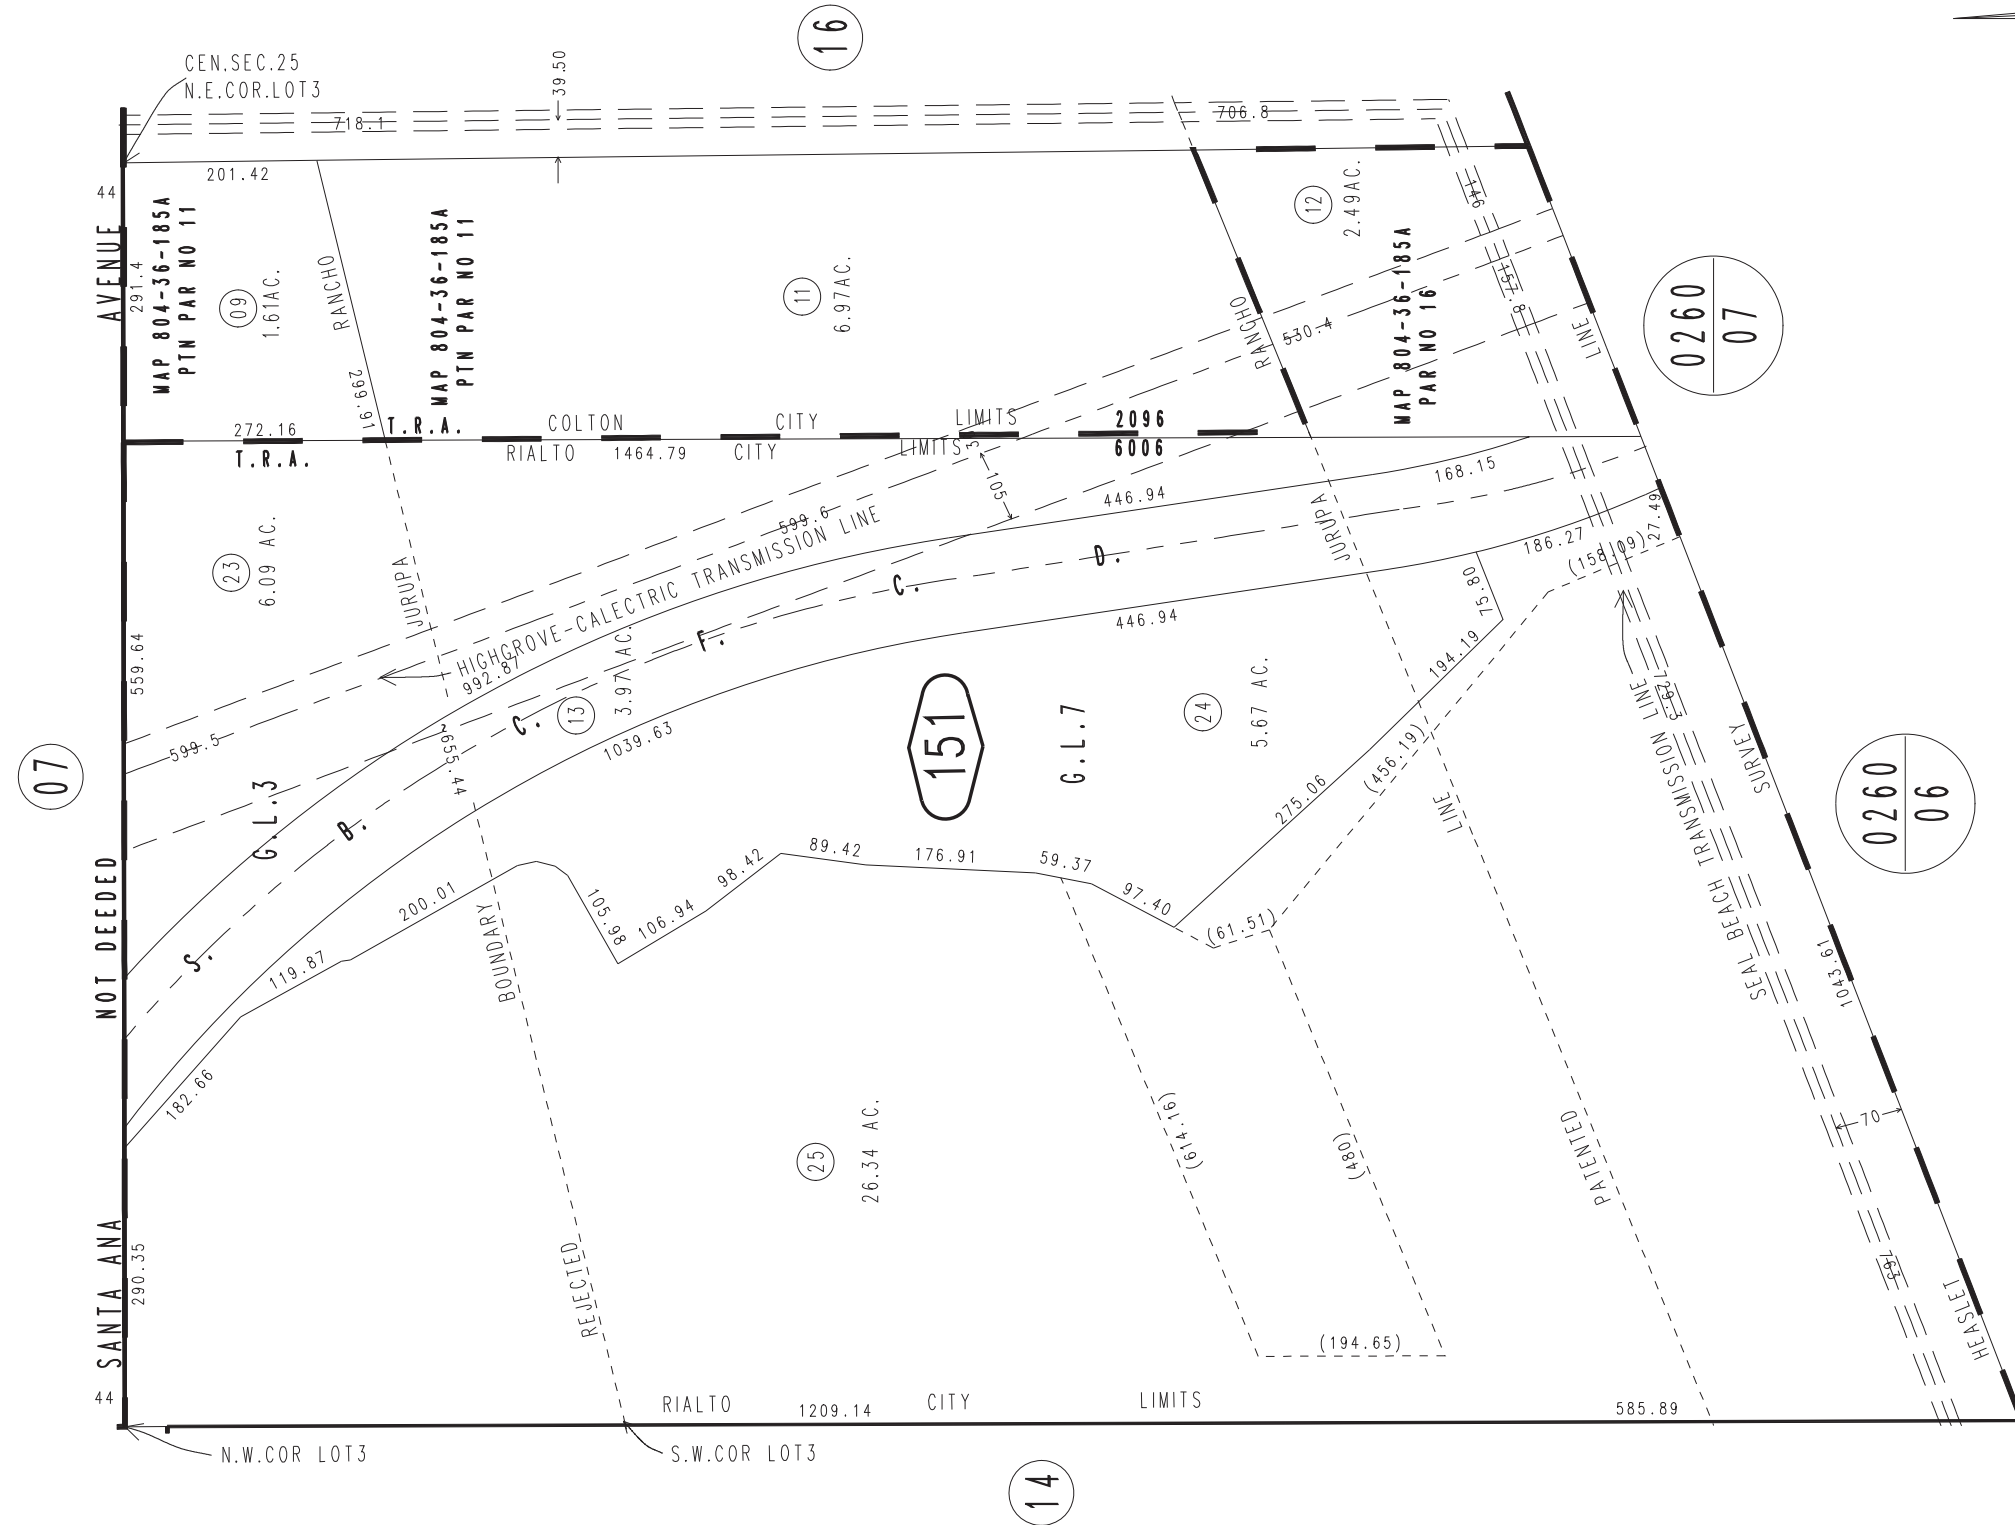 16
CEN.SEC.25
N.E.COR.LOT3
39.50
718.1
706.8
201.42
44
AVENUE
291.4
MAP 804-36-185A
PTN PAR NO 11
09
1.61AC.
RANCHO
MAP 804-36-185A
PTN PAR NO 11
11
6.97AC.
12
2.49AC.
946
157.8
MAP 804-36-185A
PAR NO 16
RANCHO
530.4
LINE
0260
07
272.16
T.R.A.
T.R.A.
COLTON CITY LIMITS
2096
RIALTO 1464.79 CITY LIMITS
6006
501
446.94
168.15
23
6.09 AC.
JURUPA
599.6
HIGHGROVE-CALECTRIC TRANSMISSION LINE
992.87
JURUPA
186.27
27.49
(158.09)
75.80
559.64
S. B. C. F. C. D.
446.94
194.19
13
3.97 AC.
1039.63
151
G.L.7
24
5.67 AC.
07
599.5
G.L.3
655.44
275.06
(456.19)
LINE
SEAL BEACH TRANSMISSION LINE
SURVEY
0260
06
NOT DEEDED
200.01
119.87
105.98
106.94
98.42
89.42
176.91
59.37
97.40
(61.51)
BOUNDARY
1043.61
182.66
25
26.34 AC.
(614.16)
(480)
PATENTED
70
SANTA ANA
290.35
REJECTED
(194.65)
HEASLET
44
RIALTO 1209.14 CITY LIMITS
585.89
N.W.COR LOT3
S.W.COR LOT3
14